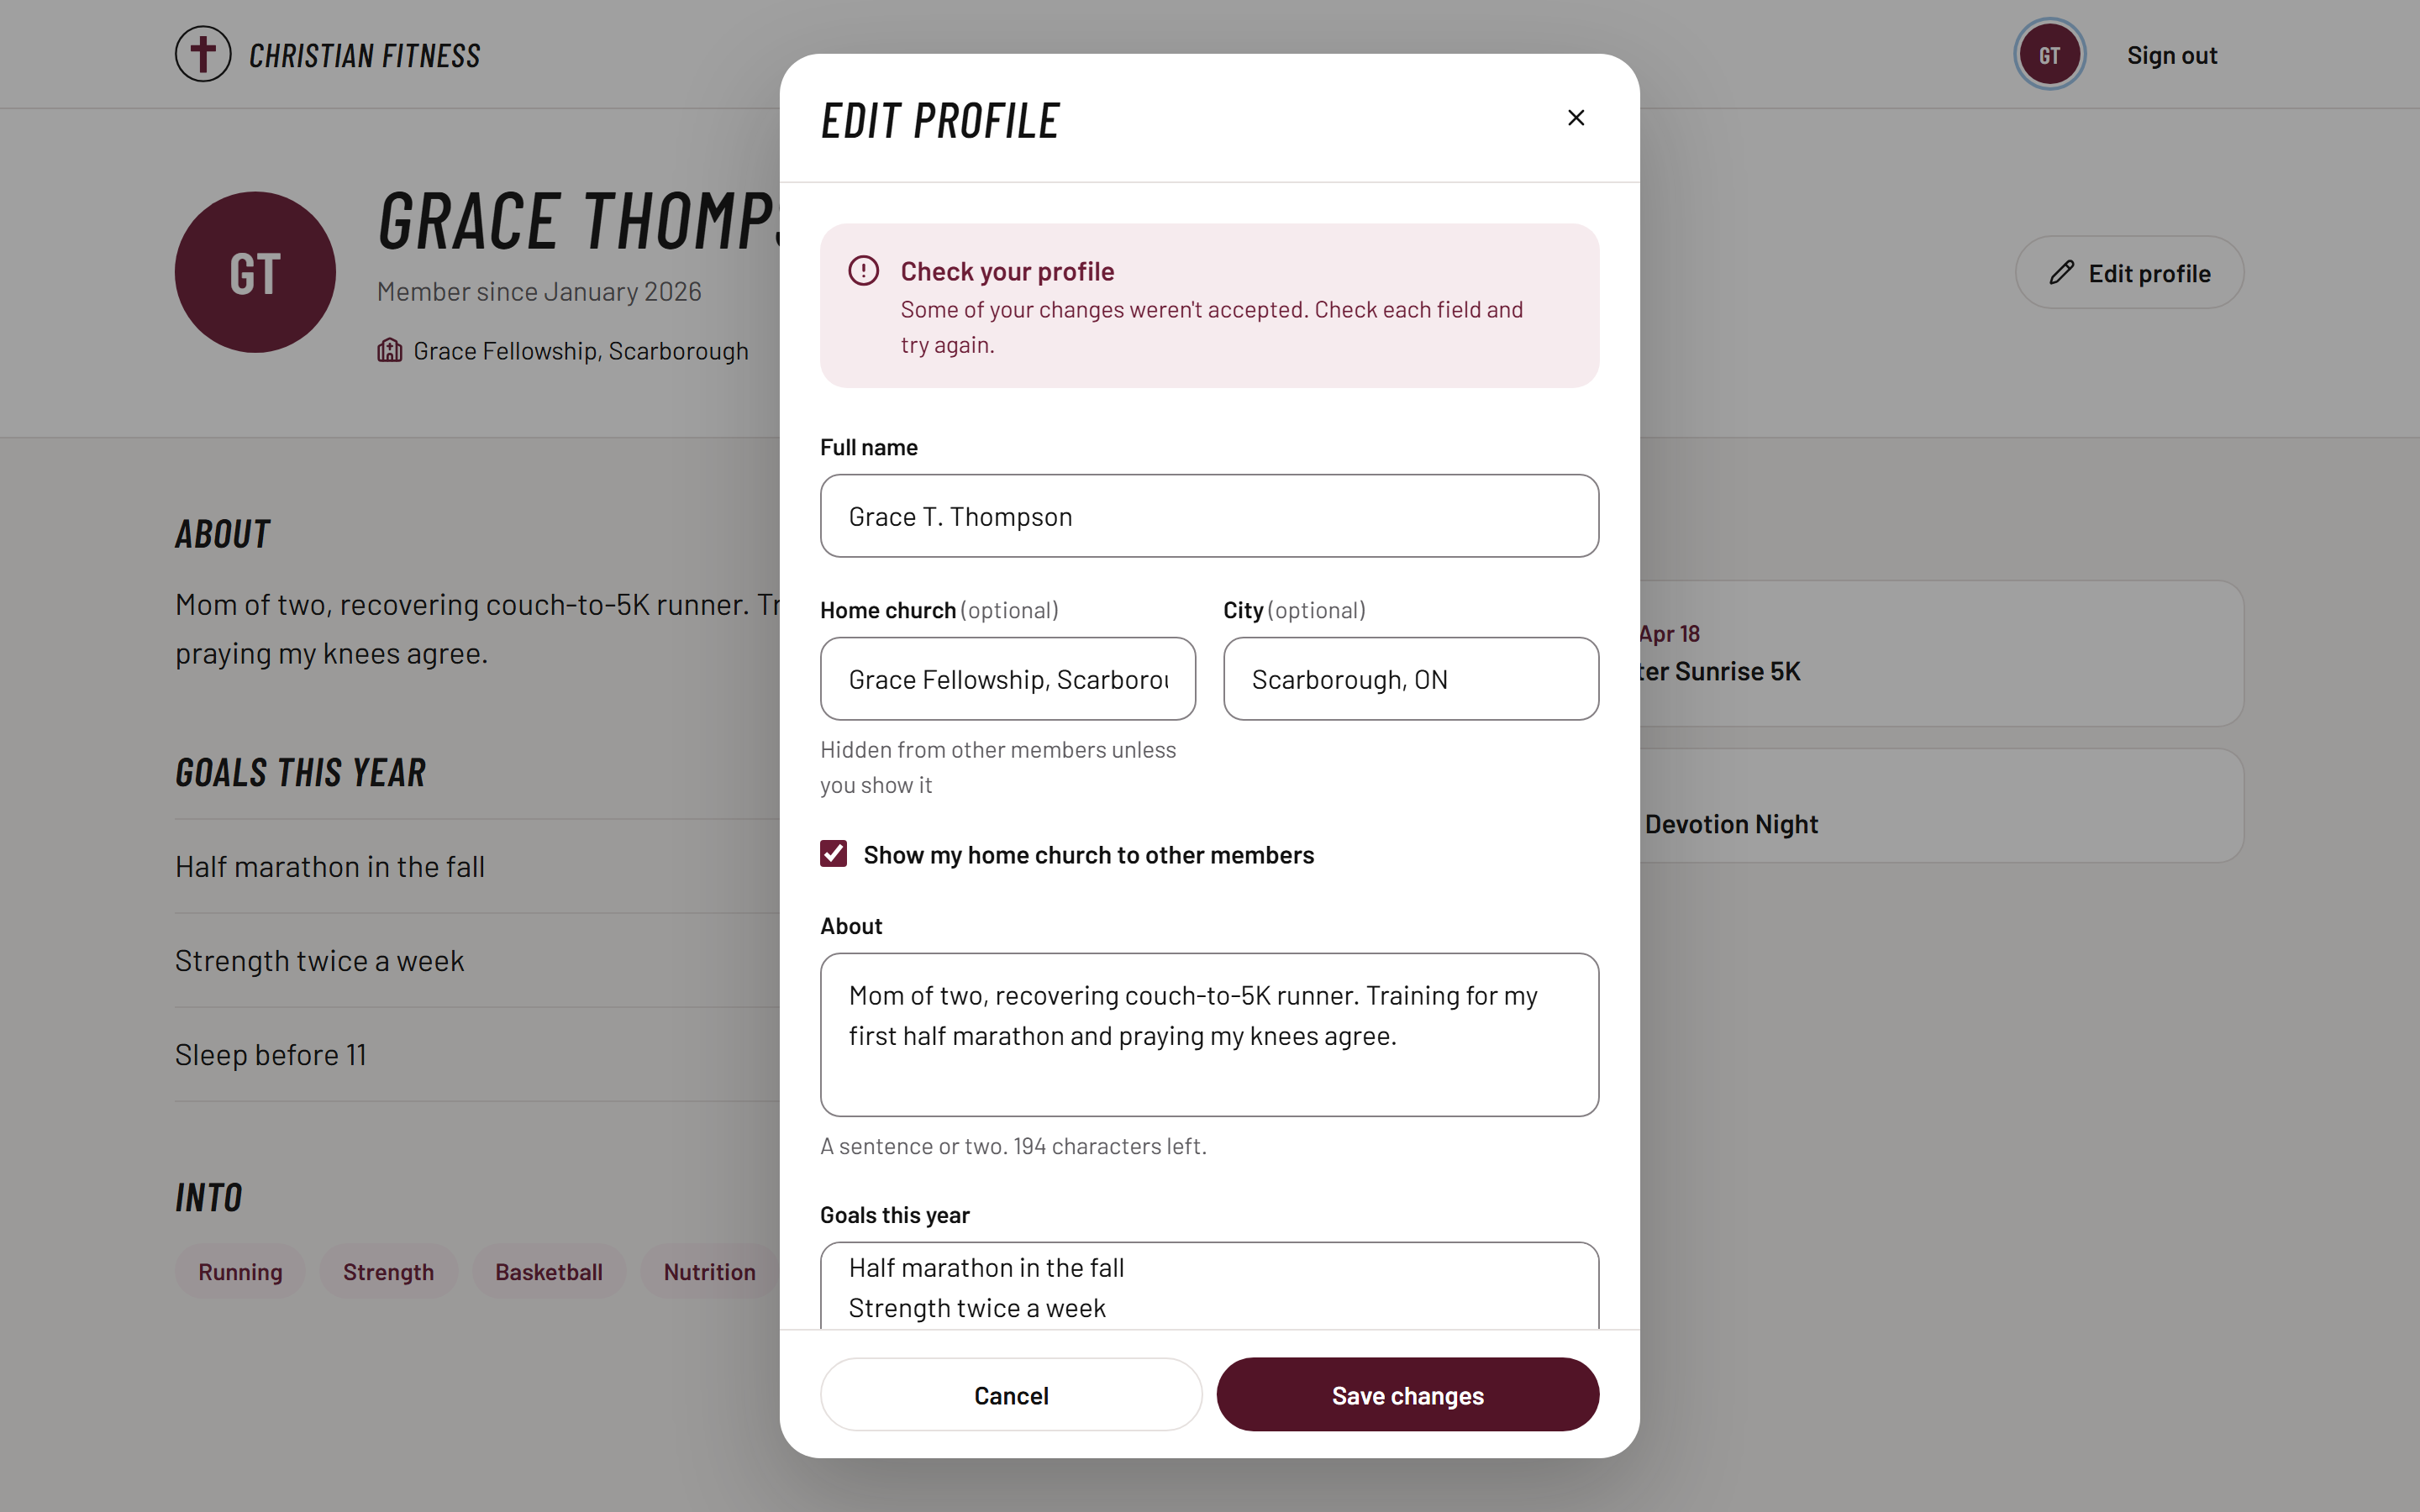 CHRISTIAN FITNESS
GT
Sign out
GRACE THOMP
GT
Member since January 2026
Grace Fellowship, Scarborough
Edit profile
ABOUT
Mom of two, recovering couch-to-5K runner.
praying my knees agree.
GOALS THIS YEAR
Half marathon in the fall
Strength twice a week
Sleep before 11
INTO
Running
Strength
Basketball
Nutrition
EDIT PROFILE
Check your profile
Some of your changes weren't accepted. Check each field and
try again.
Full name
Grace T. Thompson
Home church (optional)
City (optional)
Grace Fellowship, Scarborou
Scarborough, ON
Hidden from other members unless
you show it
Show my home church to other members
About
Mom of two, recovering couch-to-5K runner. Training for my
first half marathon and praying my knees agree.
A sentence or two. 194 characters left.
Goals this year
Half marathon in the fall
Strength twice a week
Cancel
Save changes
Apr 18
ter Sunrise 5K
Devotion Night